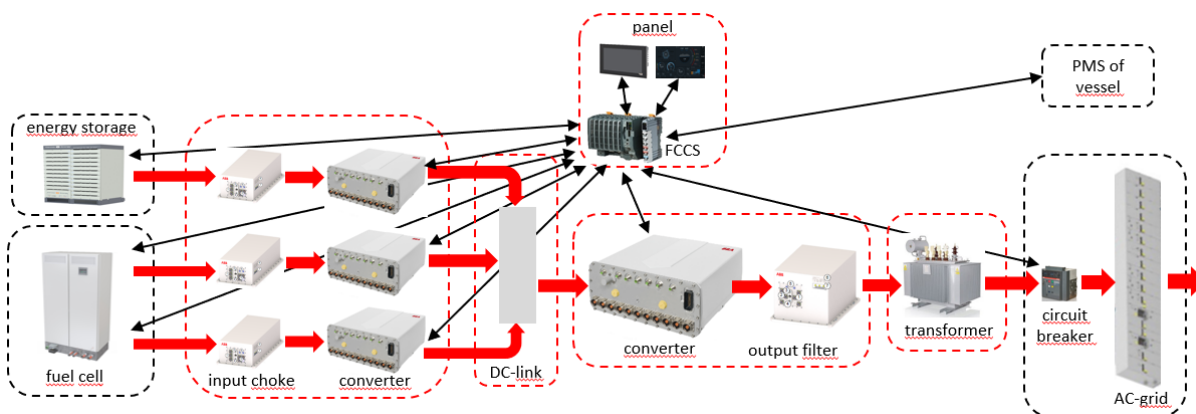 panel
FCCS
PMS of
vessel
energy storage
fuel cell
input choke
converter
DC-link
converter
output filter
transformer
circuit
breaker
AC-grid